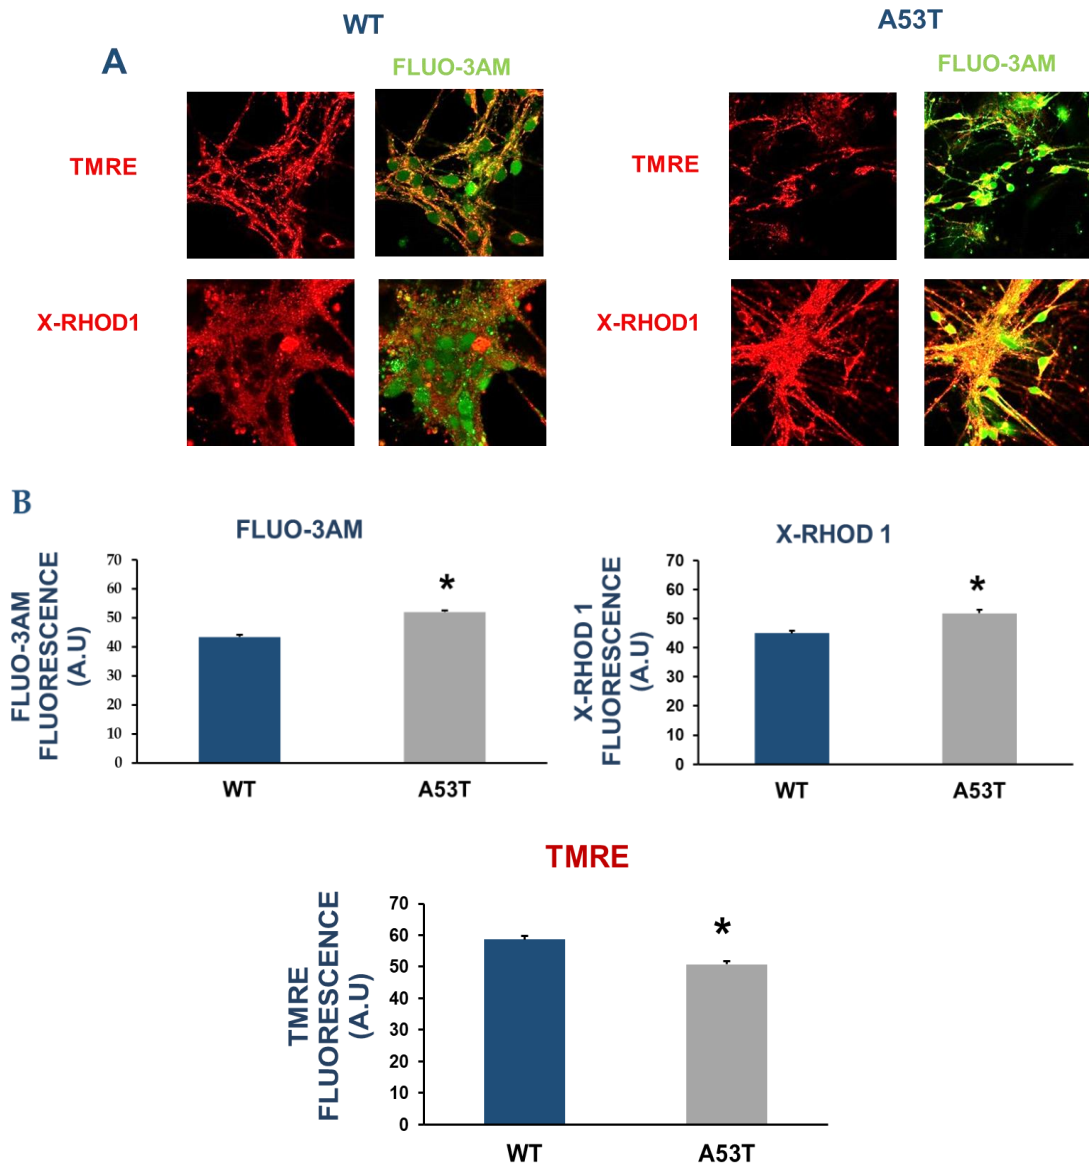 WT
A53T
A
FLUO-3AM
FLUO-3AM
TMRE
TMRE
X-RHOD1
X-RHOD1
B
FLUO-3AM
FLUO-3AM
FLUORESCENCE
(A.U)
70
60
50
40
30
20
10
0
*
WT
A53T
X-RHOD 1
X-RHOD 1
FLUORESCENCE
(A.U)
70
60
50
40
30
20
10
0
*
WT
A53T
TMRE
TMRE
FLUORESCENCE
(A.U)
70
60
50
40
30
20
10
0
*
WT
A53T